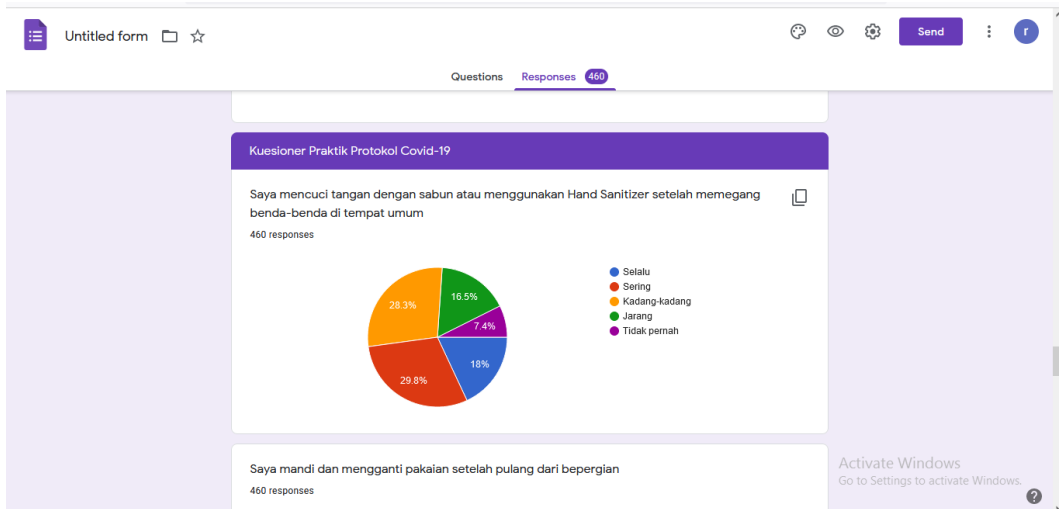 Untitled form
Send
r
Questions Responses 460
Kuesioner Praktik Protokol Covid-19
Saya mencuci tangan dengan sabun atau menggunakan Hand Sanitizer setelah memegang
benda-benda di tempat umum
460 responses
28.3%
16.5%
7.4%
18%
29.8%
Selalu
Sering
Kadang-kadang
Jarang
Tidak pernah
Saya mandi dan mengganti pakaian setelah pulang dari bepergian
460 responses
Activate Windows
Go to Settings to activate Windows.
?